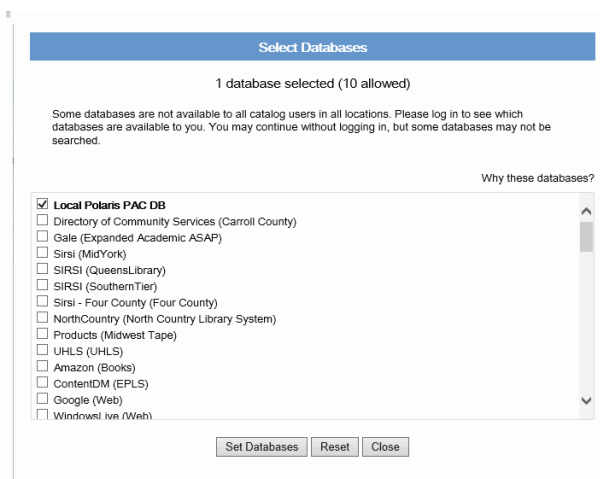 Select Databases
1 database selected (10 allowed)
Some databases are not available to all catalog users in all locations. Please log in to see which
databases are available to you. You may continue without logging in, but some databases may not be
searched.
Why these databases?
Local Polaris PAC DB
Directory of Community Services (Carroll County)
Gale (Expanded Academic ASAP)
Sirsi (MidYork)
SIRSI (QueensLibrary)
SIRSI (SouthernTier)
Sirsi - Four County (Four County)
NorthCountry (North Country Library System)
Products (Midwest Tape)
UHLS (UHLS)
Amazon (Books)
ContentDM (EPLS)
Google (Web)
WindowsLive (Web)
Set Databases Reset Close